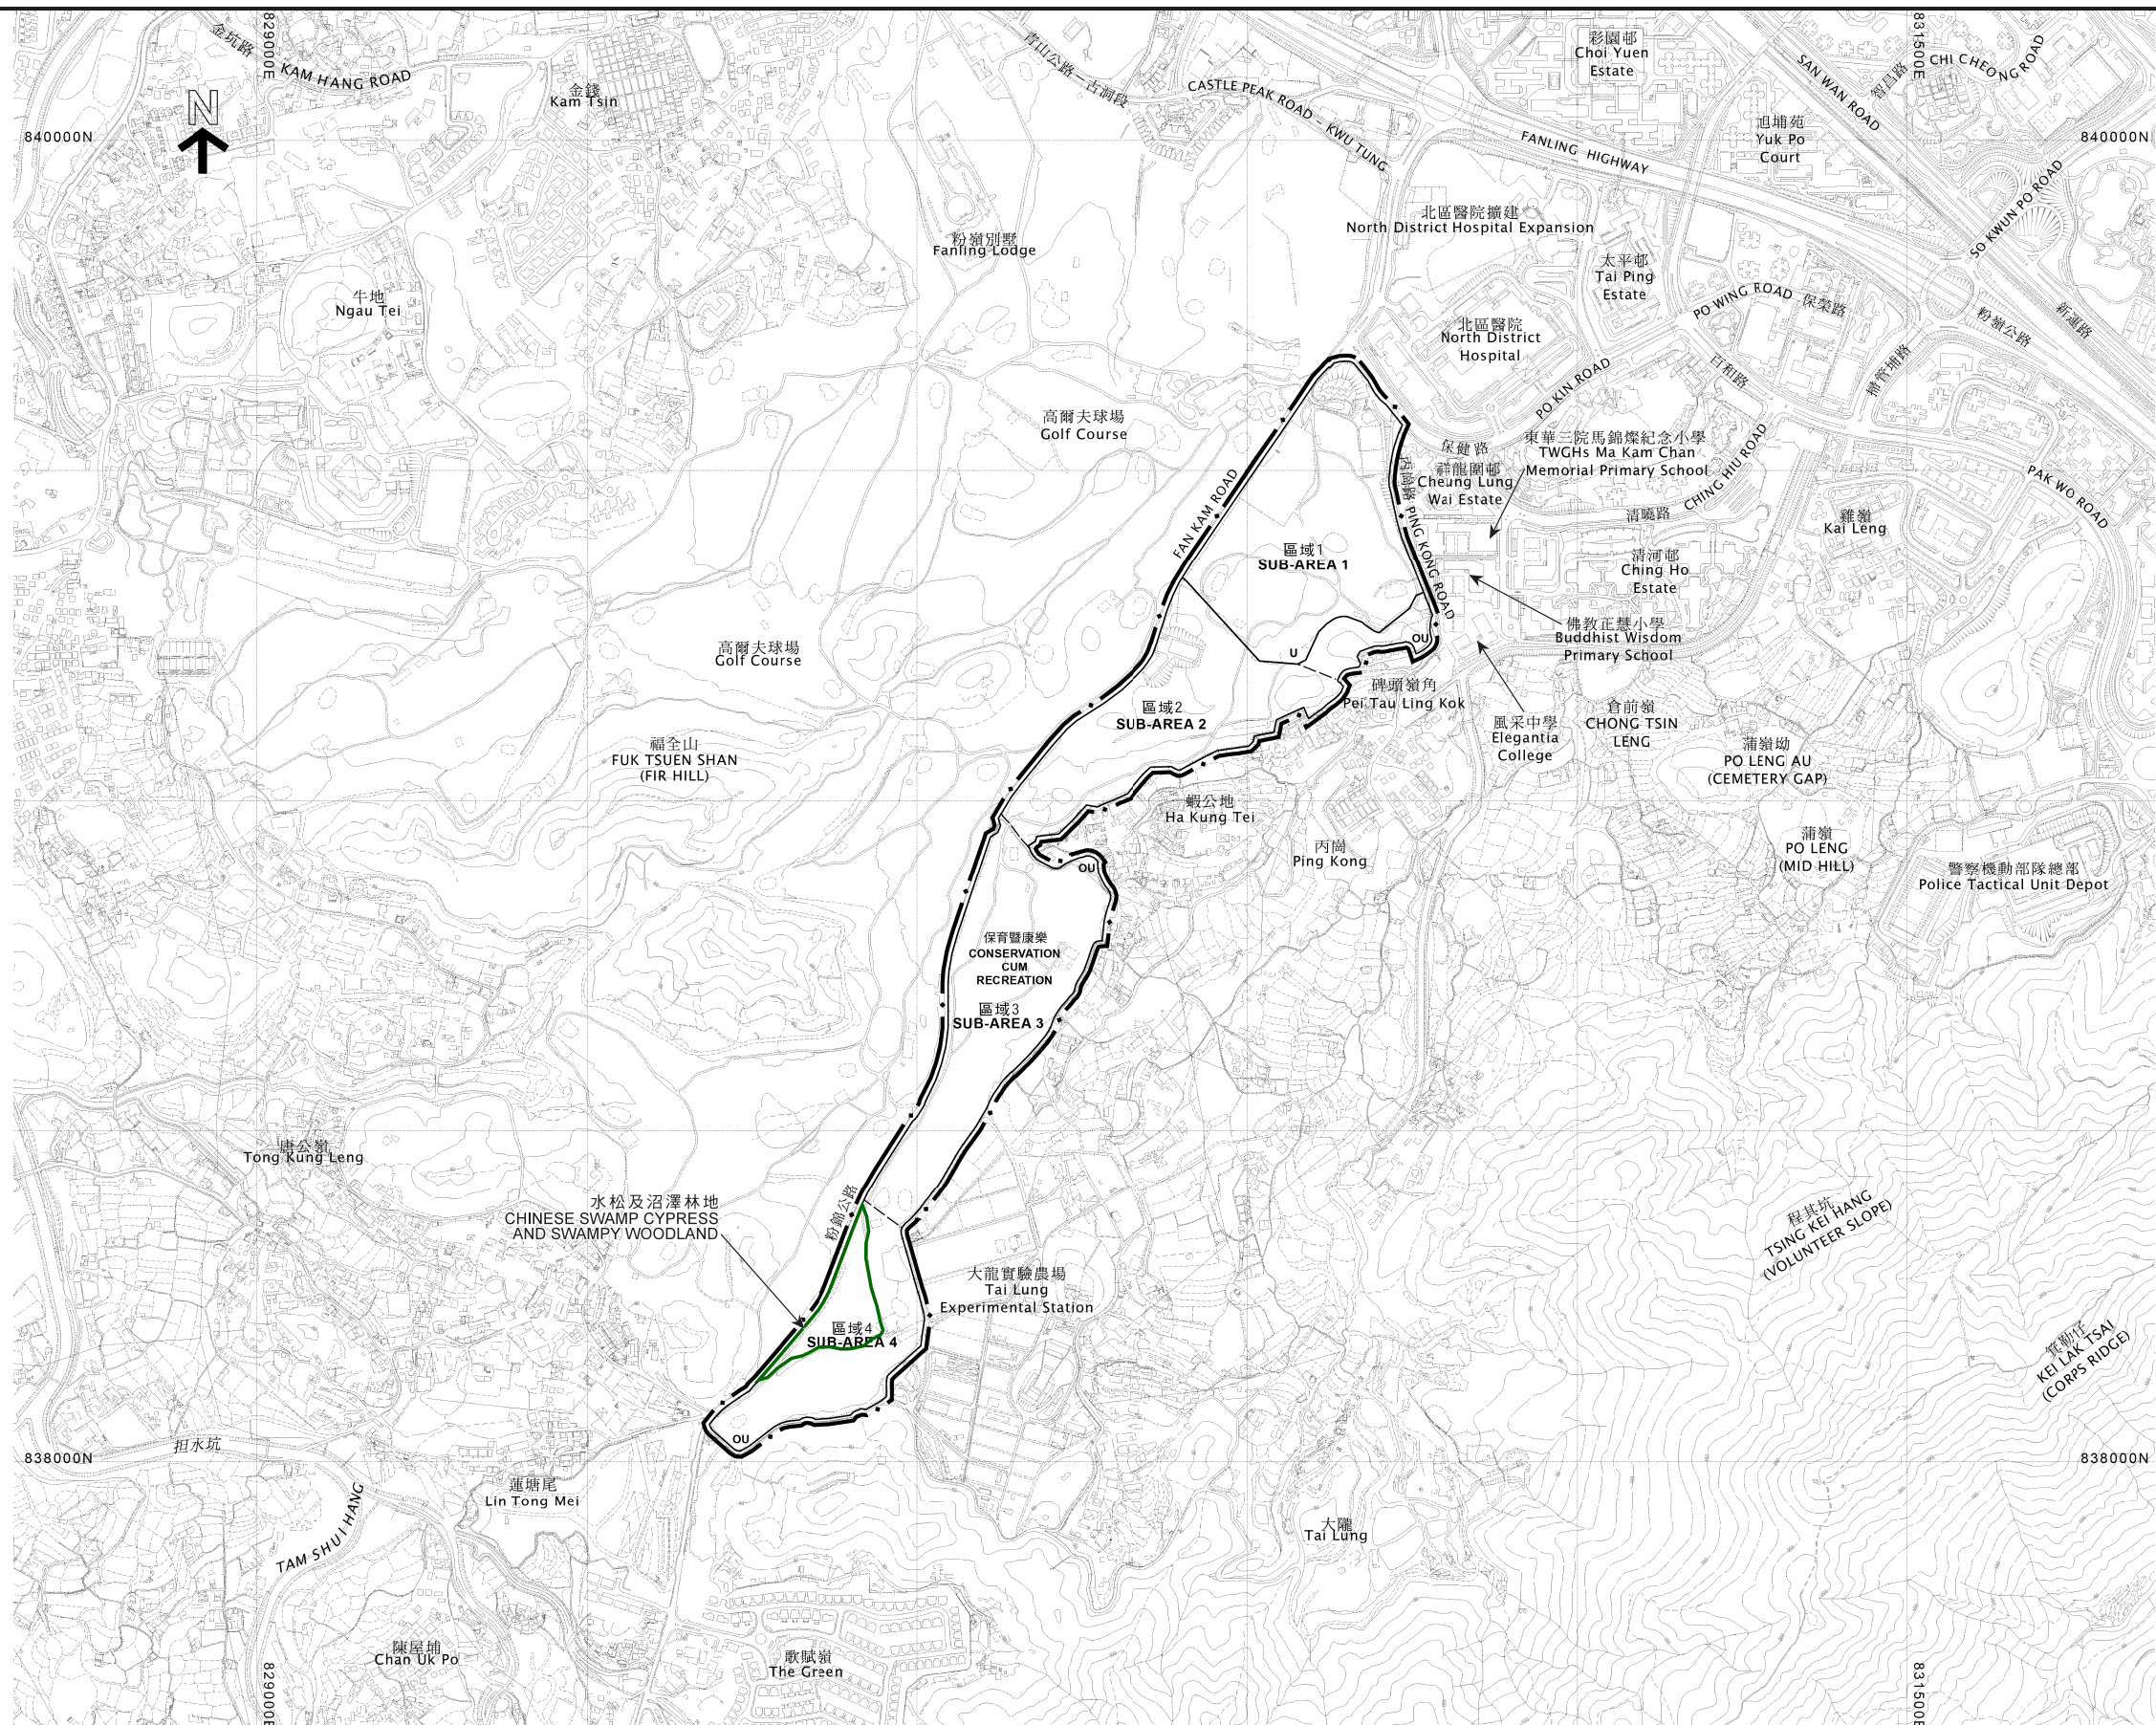 829000E
831500E
金坑路
KAM HANG ROAD
N
840000N
840000N
金錢
Kam Tsin
青山公路－古洞段
CASTLE PEAK ROAD – KWU TUNG
彩園邨
Choi Yuen
Estate
SAN WAN ROAD
智昌路
CHI CHEONG ROAD
FANLING HIGHWAY
旭埔苑
Yuk Po
Court
SO KWUN PO ROAD
北區醫院擴建
North District Hospital Expansion
粉嶺別墅
Fanling Lodge
太平邨
Tai Ping
Estate
牛地
Ngau Tei
PO WING ROAD
保榮路
粉嶺公路
新運路
北區醫院
North District
Hospital
百和路
掃管埔路
PO KIN ROAD
保健路
高爾夫球場
Golf Course
東華三院馬錦燦紀念小學
TWGHs Ma Kam Chan
Memorial Primary School
祥龍圍邨
Cheung Lung
Wai Estate
CHING HIU ROAD
清曉路
PAK WO ROAD
雞嶺
Kai Leng
FAN KAM ROAD
丙崗路
PING KONG ROAD
區域1
SUB-AREA 1
清河邨
Ching Ho
Estate
佛教正慧小學
Buddhist Wisdom
Primary School
OU
U
高爾夫球場
Golf Course
碑頭嶺角
Pei Tau Ling Kok
區域2
SUB-AREA 2
風采中學
Elegantia
College
倉前嶺
CHONG TSIN
LENG
蒲嶺坳
PO LENG AU
(CEMETERY GAP)
福全山
FUK TSUEN SHAN
(FIR HILL)
蝦公地
Ha Kung Tei
丙崗
Ping Kong
蒲嶺
PO LENG
(MID HILL)
警察機動部隊總部
Police Tactical Unit Depot
OU
保育暨康樂
CONSERVATION
CUM
RECREATION
區域3
SUB-AREA 3
唐公嶺
Tong Kung Leng
水松及沼澤林地
CHINESE SWAMP CYPRESS
AND SWAMPY WOODLAND
粉錦公路
程其坑
TSING KEI HANG
(VOLUNTEER SLOPE)
大龍實驗農場
Tai Lung
Experimental Station
區域4
SUB-AREA 4
箕勒仔
KEI LAK TSAI
(CORPS RIDGE)
OU
担水坑
838000N
838000N
蓮塘尾
Lin Tong Mei
TAM SHUI HANG
大隴
Tai Lung
陳屋埔
Chan Uk Po
歌賦嶺
The Green
829000E
831500E